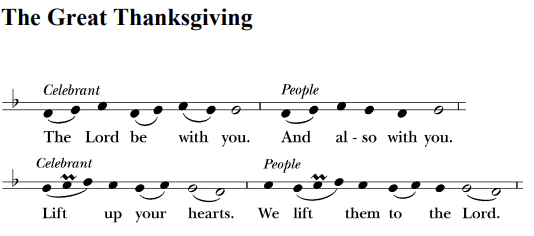 The Great Thanksgiving
Celebrant People
The Lord be with you. And al - so with you.
Celebrant People
Lift up your hearts. We lift them to the Lord.